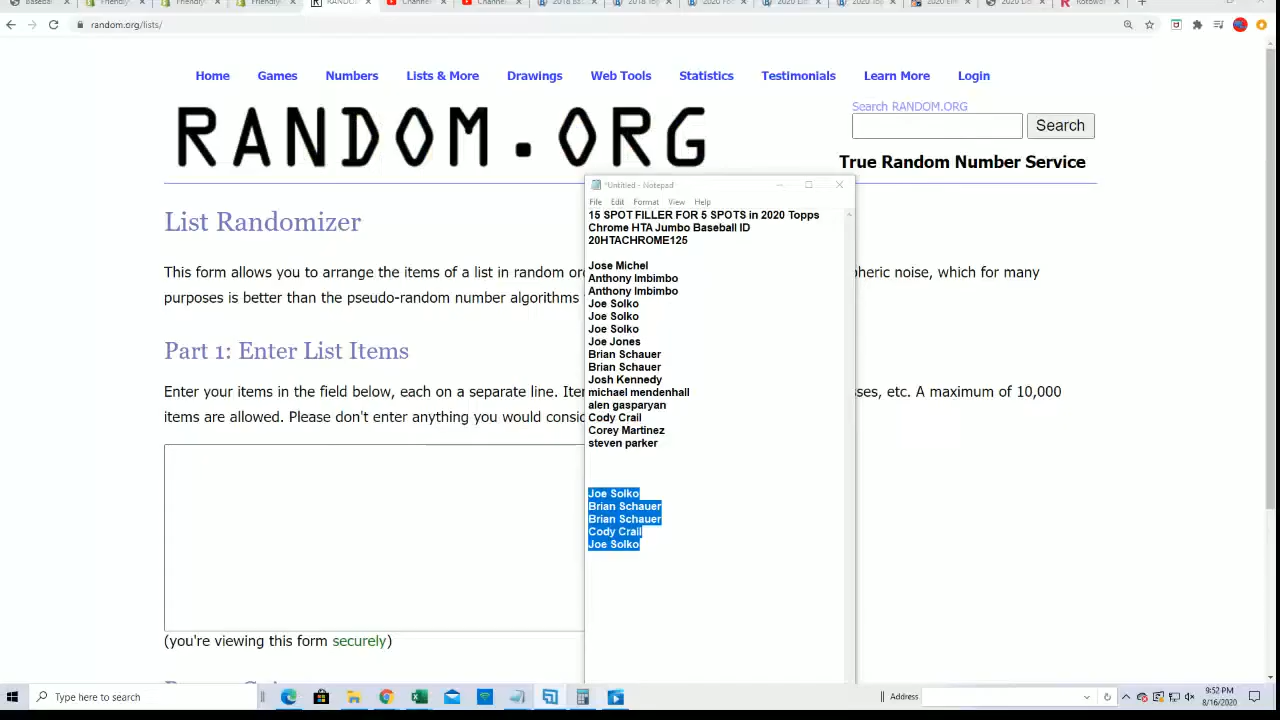 Friendly
Friendly
Friendly
random.org/lists/
Home Games Numbers Lists & More Drawings Web Tools Statistics Testimonials Learn More Login
RANDOM.ORG
Search RANDOM.ORG
Search
True Random Number Service
List Randomizer
This form allows you to arrange the items of a list in random
pheric noise, which for many
purposes is better than the pseudo-random number algorithms
Part 1: Enter List Items
Enter your items in the field below, each on a separate line.
etc. A maximum of 10,000
items are allowed. Please don't enter anything you would
(you're viewing this form securely)
*Untitled - Notepad
File Edit Format View Help
15 SPOT FILLER FOR 5 SPOTS in 2020 Topps
Chrome HTA Jumbo Baseball ID
20HTACHROME125
Jose Michel
Anthony Imbimbo
Anthony Imbimbo
Joe Solko
Joe Solko
Joe Solko
Joe Jones
Brian Schauer
Brian Schauer
Josh Kennedy
michael mendenhall
alen gasparyan
Cody Crail
Corey Martinez
steven parker
Joe Solko
Brian Schauer
Brian Schauer
Cody Crail
Joe Solko
Type here to search
Address
9:52 PM
8/16/2020